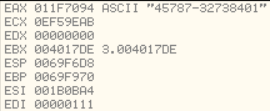 EAX 011F7094 ASCII "45787-32738401"
ECX 0EF59EAB
EDX 00000000
EBX 004017DE 3.004017DE
ESP 0069F6D8
EBP 0069F970
ESI 001B0BA4
EDI 00000111